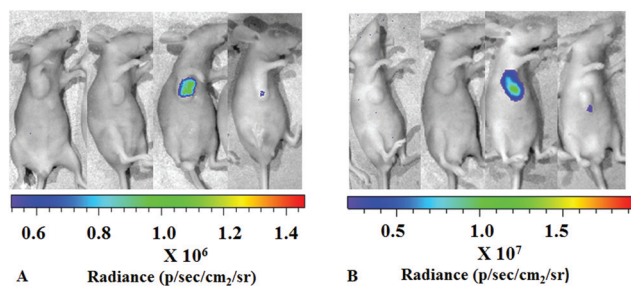 0.6 0.8 1.0 1.2 1.4
X 10⁶
A Radiance (p/sec/cm₂/sr)
0.5 1.0 1.5
X 10⁷
B Radiance (p/sec/cm₂/sr)